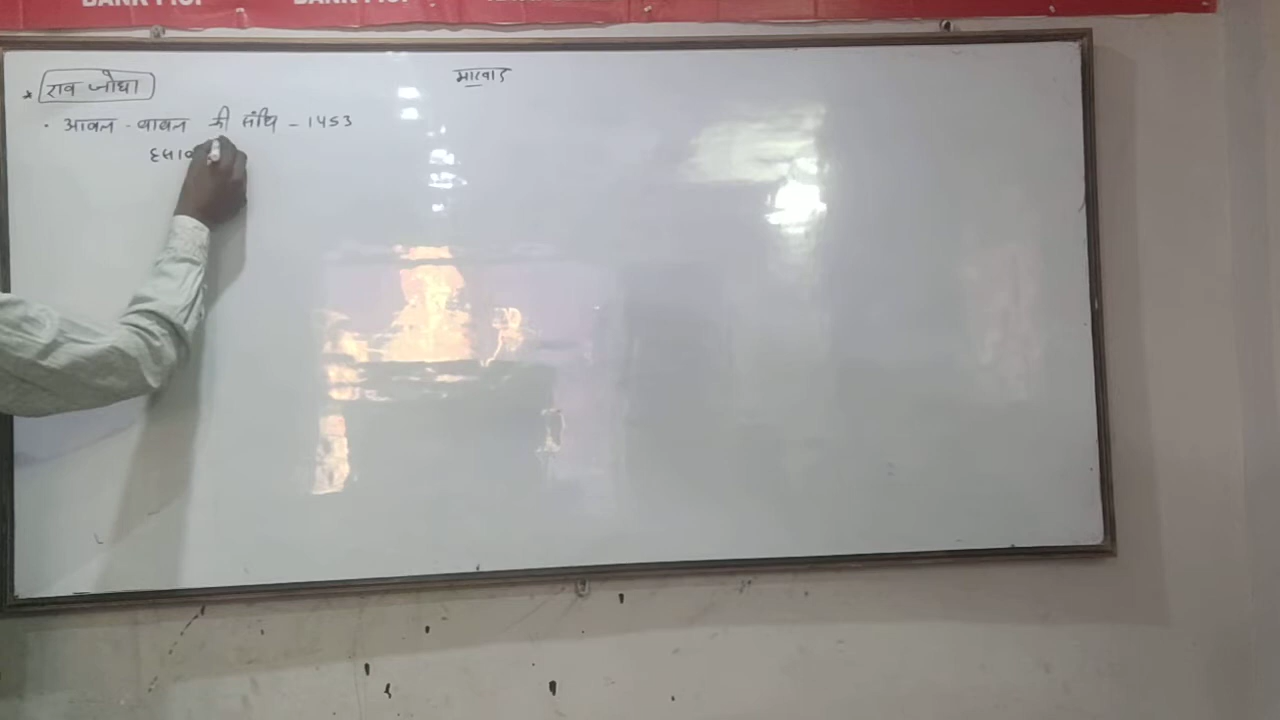 मारवाड
* राव जोधा
· आवल - बावल की संधि - 1453